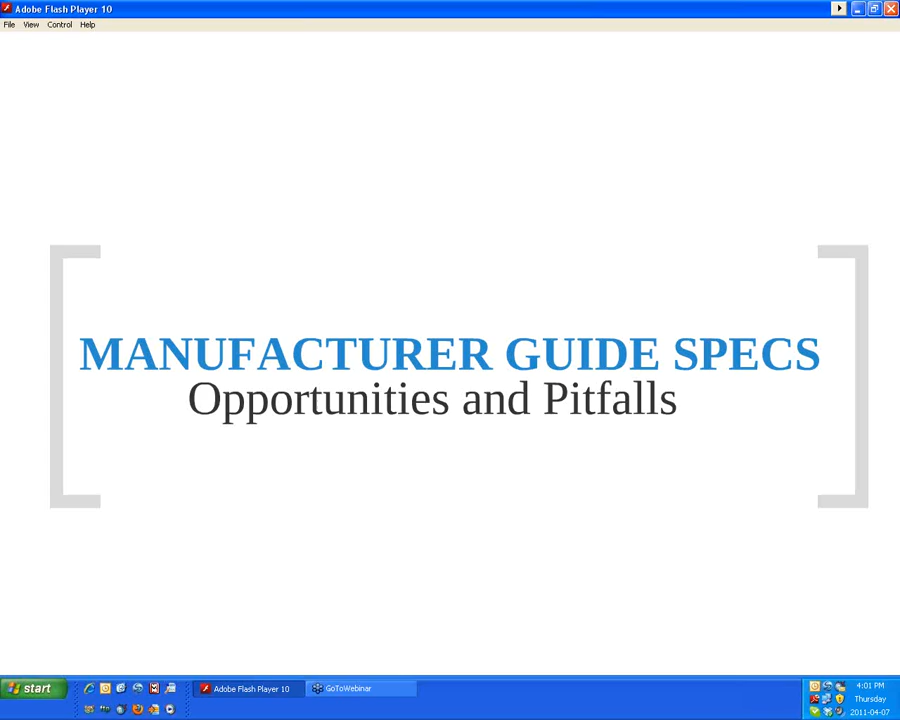 Adobe Flash Player 10
File View Control Help
MANUFACTURER GUIDE SPECS
Opportunities and Pitfalls
start
Adobe Flash Player 10
GoToWebinar
4:01 PM
Thursday
2011-04-07